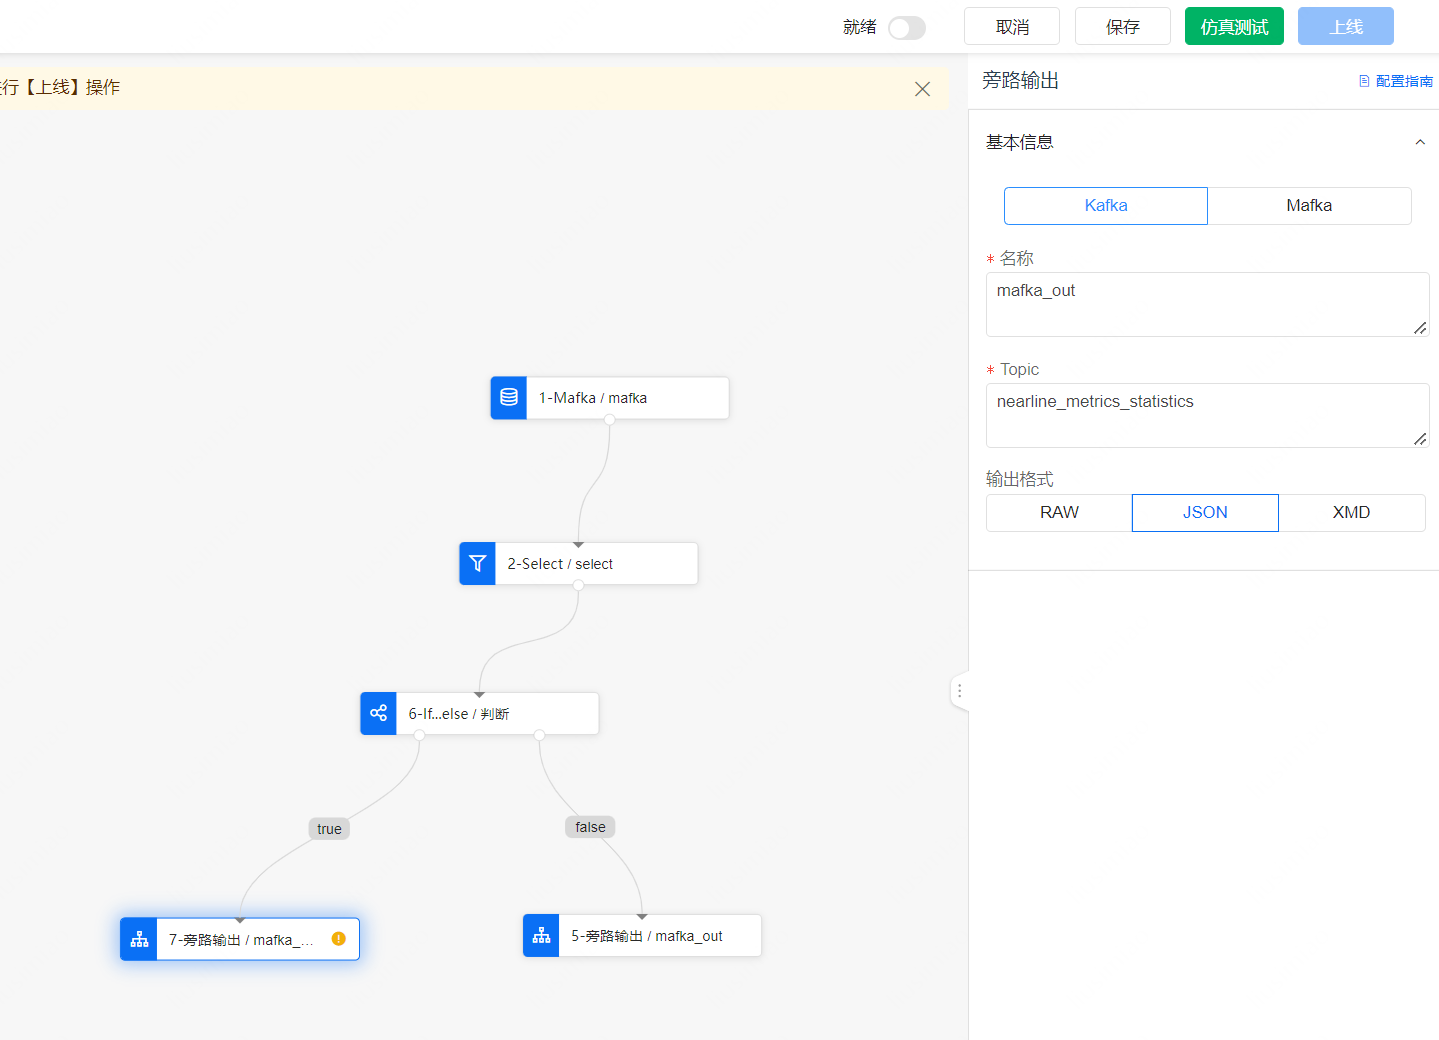 就绪
取消
保存
仿真测试
上线
行【上线】操作
旁路输出
配置指南
基本信息
Kafka
Mafka
* 名称
mafka_out
* Topic
nearline_metrics_statistics
输出格式
RAW
JSON
XMD
1-Mafka / mafka
2-Select / select
6-If...else / 判断
true
false
7-旁路输出 / mafka_...
5-旁路输出 / mafka_out